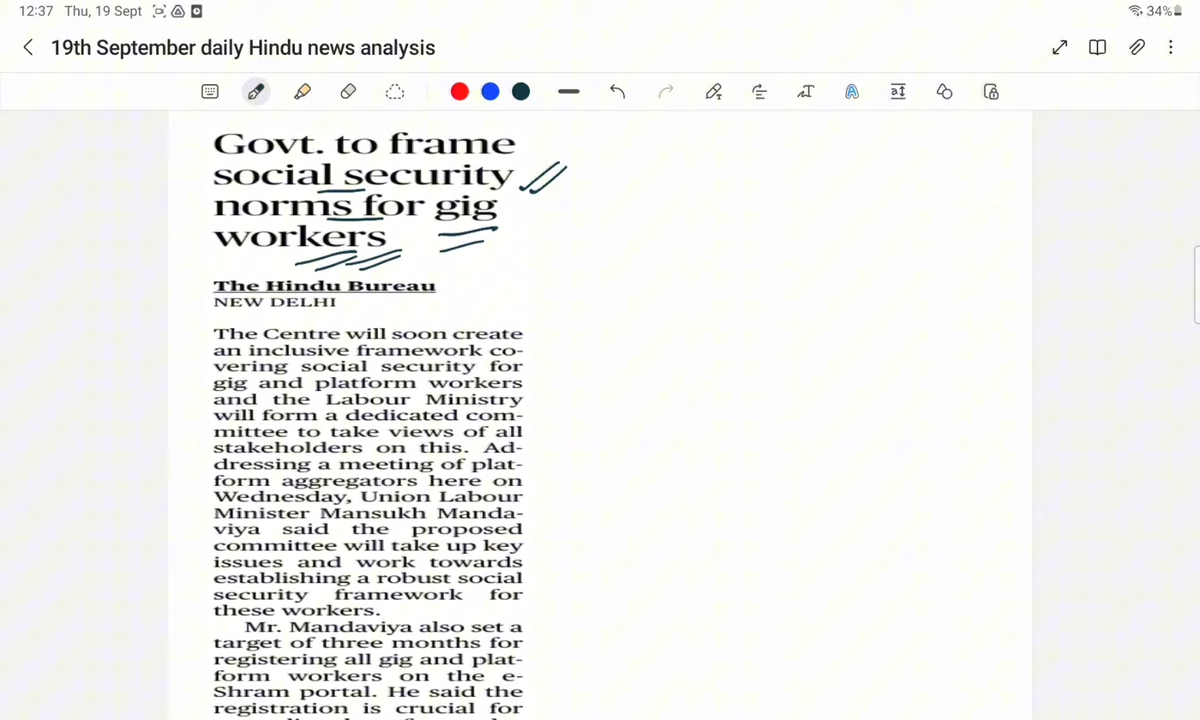 12:37 Thu, 19 Sept
34%
19th September daily Hindu news analysis
Govt. to frame
social security
norms for gig
workers
The Hindu Bureau
NEW DELHI
The Centre will soon create
an inclusive framework co-
vering social security for
gig and platform workers
and the Labour Ministry
will form a dedicated com-
mittee to take views of all
stakeholders on this. Ad-
dressing a meeting of plat-
form aggregators here on
Wednesday, Union Labour
Minister Mansukh Manda-
viya said the proposed
committee will take up key
issues and work towards
establishing a robust social
security framework for
these workers.
Mr. Mandaviya also set a
target of three months for
registering all gig and plat-
form workers on the e-
Shram portal. He said the
registration is crucial for